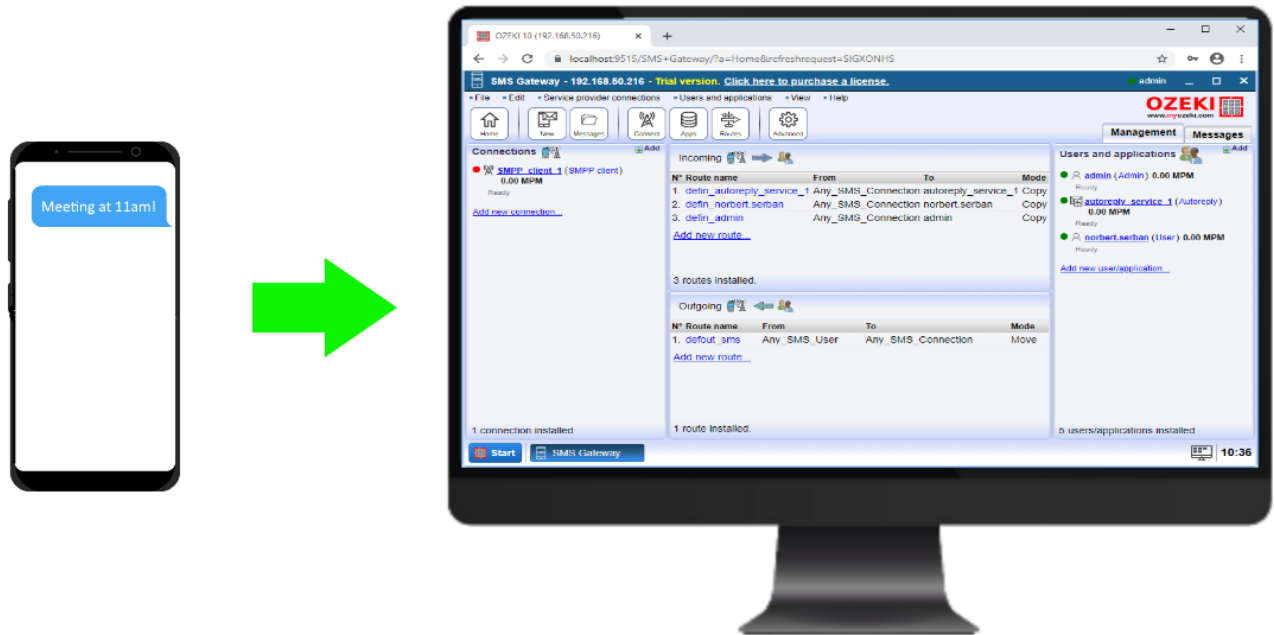 Meeting at 11am!
OZEKI 10 (192.168.50.216)
localhost:9515/SMS+Gateway/?a=Home&refreshrequest=SIGXONHS
SMS Gateway - 192.168.50.216 - Trial version. Click here to purchase a license.
admin
File Edit Service provider connections Users and applications View Help
OZEKI
www.myozeki.com
Home New Messages Connect Apps Routes Advanced
Management Messages
Connections Add
SMPP_client_1 (SMPP client)
0.00 MPM
Ready
Add new connection...
1 connection installed
Incoming
N° Route name From To Mode
1. defin_autoreply_service_1 Any_SMS_Connection autoreply_service_1 Copy
2. defin_norbert.serban Any_SMS_Connection norbert.serban Copy
3. defin_admin Any_SMS_Connection admin Copy
Add new route...
3 routes installed.
Outgoing
N° Route name From To Mode
1. defout_sms Any_SMS_User Any_SMS_Connection Move
Add new route...
1 route installed.
Users and applications Add
admin (Admin) 0.00 MPM
Ready
autoreply_service_1 (Autoreply)
0.00 MPM
Ready
norbert.serban (User) 0.00 MPM
Ready
Add new user/application...
5 users/applications installed
Start SMS Gateway 10:36